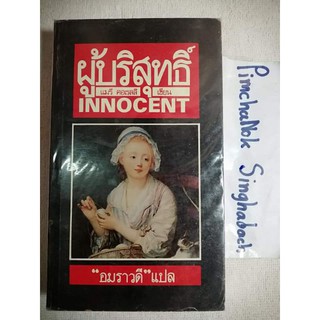 ผู้บริสุทธิ์
แมรี คอเรลลี เขียน
INNOCENT
"อมราวดี" แปล
Pimchanok Singhadach